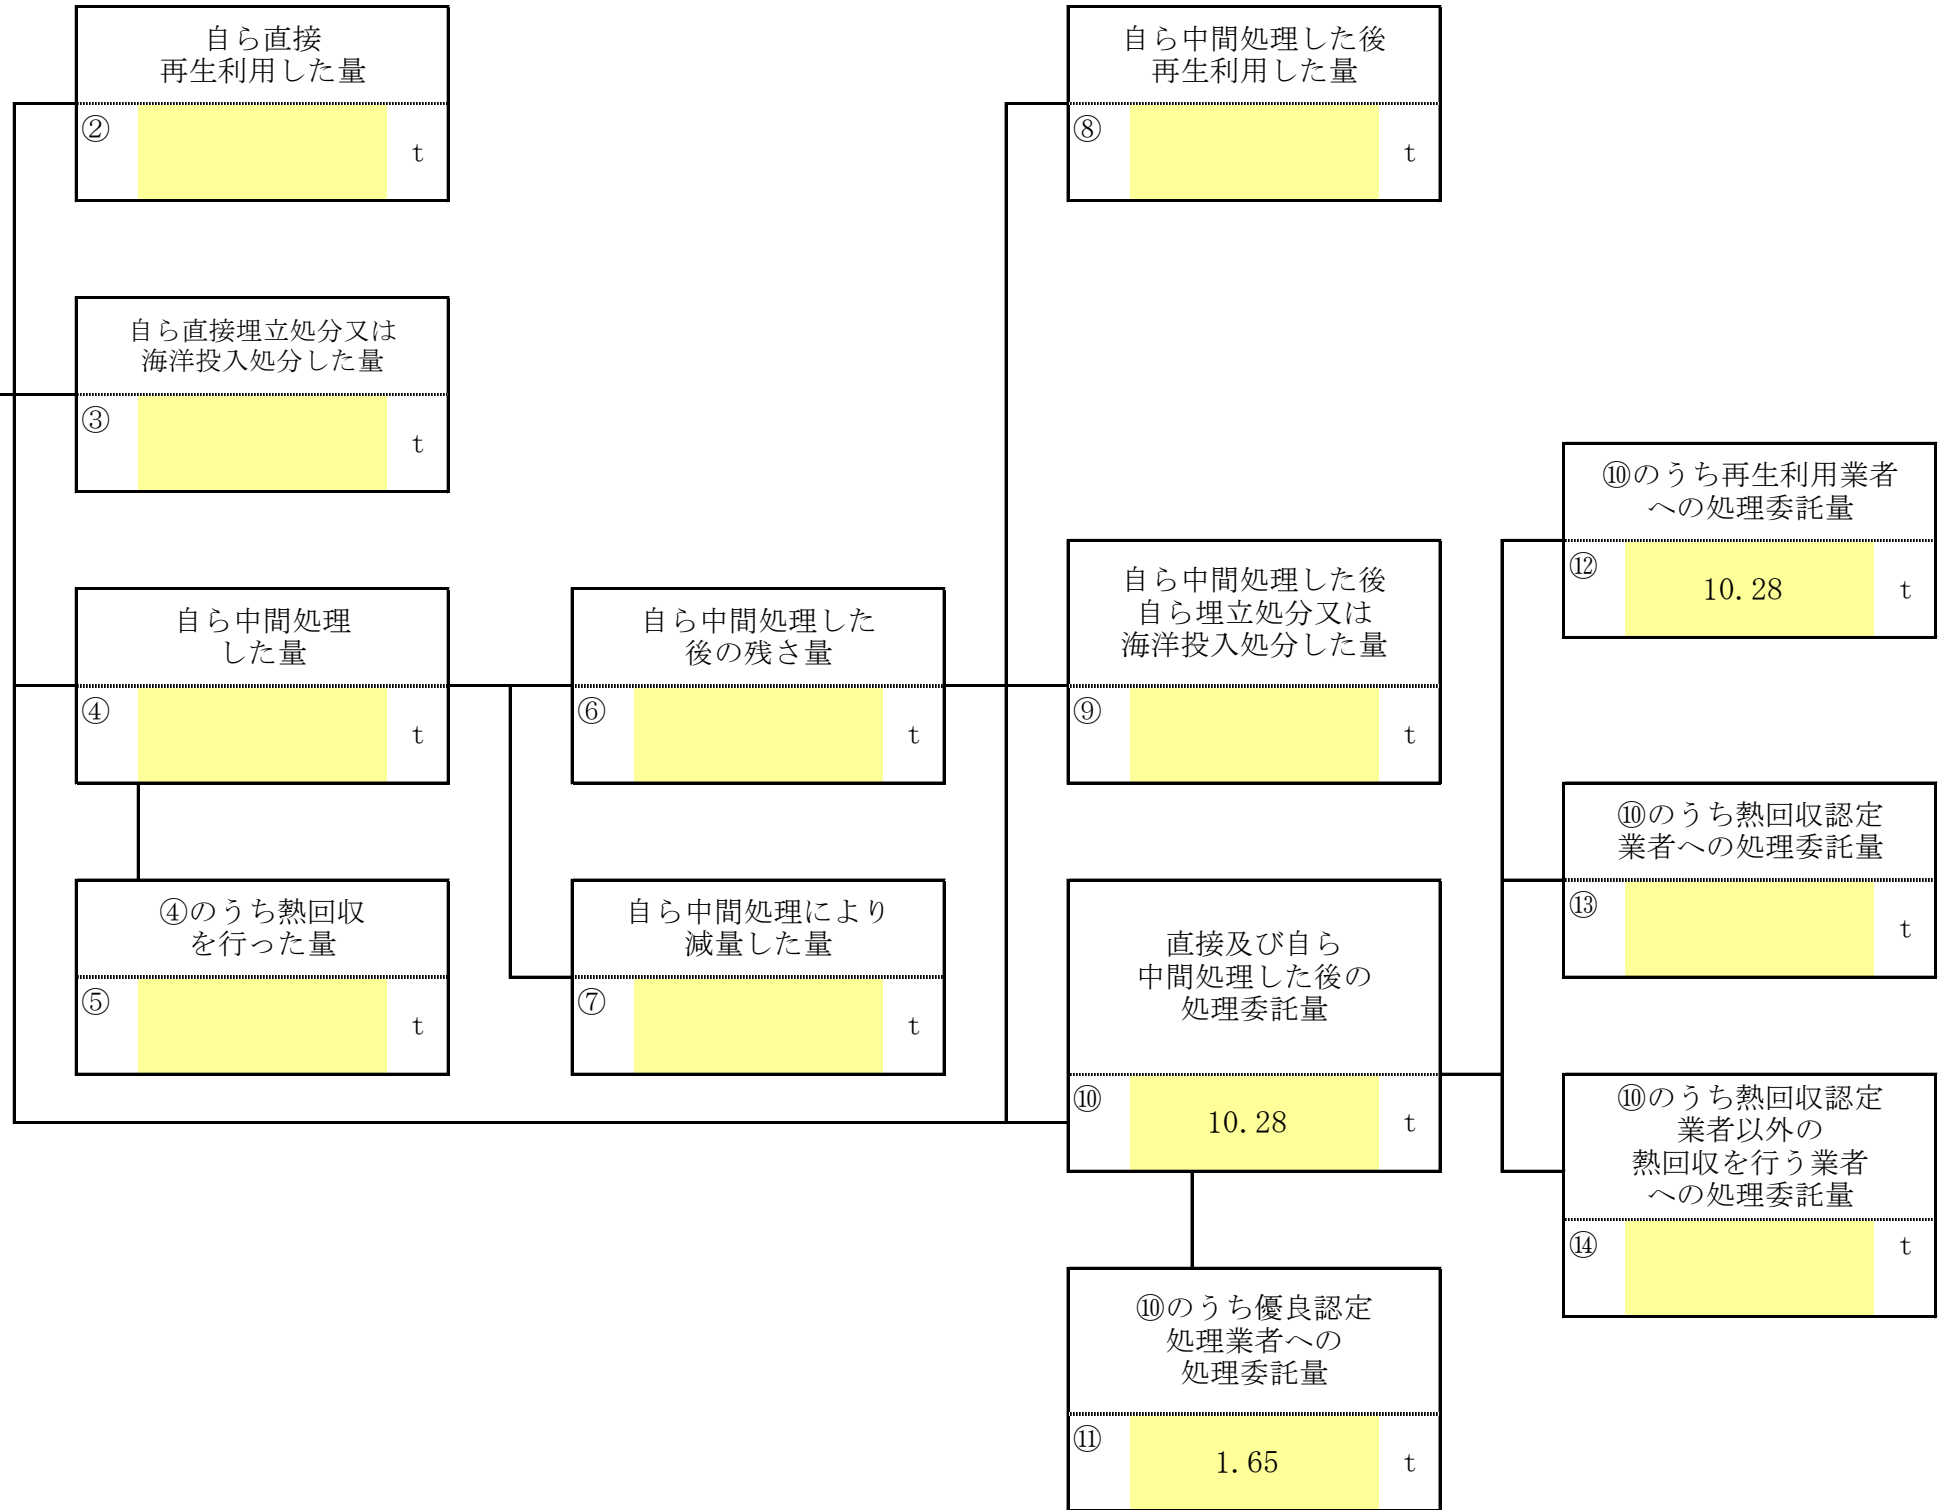 自ら直接
再生利用した量
②
t
自ら中間処理した後
再生利用した量
⑧
t
自ら直接埋立処分又は
海洋投入処分した量
③
t
⑩のうち再生利用業者
への処理委託量
⑫
10.28
t
自ら中間処理
した量
④
t
自ら中間処理した
後の残さ量
⑥
t
自ら中間処理した後
自ら埋立処分又は
海洋投入処分した量
⑨
t
⑩のうち熱回収認定
業者への処理委託量
⑬
t
④のうち熱回収
を行った量
⑤
t
自ら中間処理により
減量した量
⑦
t
直接及び自ら
中間処理した後の
処理委託量
⑩
10.28
t
⑩のうち熱回収認定
業者以外の
熱回収を行う業者
への処理委託量
⑭
t
⑩のうち優良認定
処理業者への
処理委託量
⑪
1.65
t